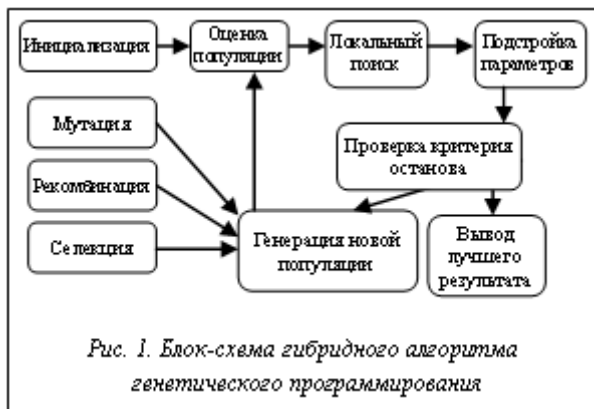 Инициализация
Оценка
популяции
Локальный
поиск
Подстройка
параметров
Мутация
Рекомбинация
Селекция
Проверка критерия
останова
Генерация новой
популяции
Вывод
лучшего
результата
Рис. 1. Блок-схема гибридного алгоритма
генетического программирования